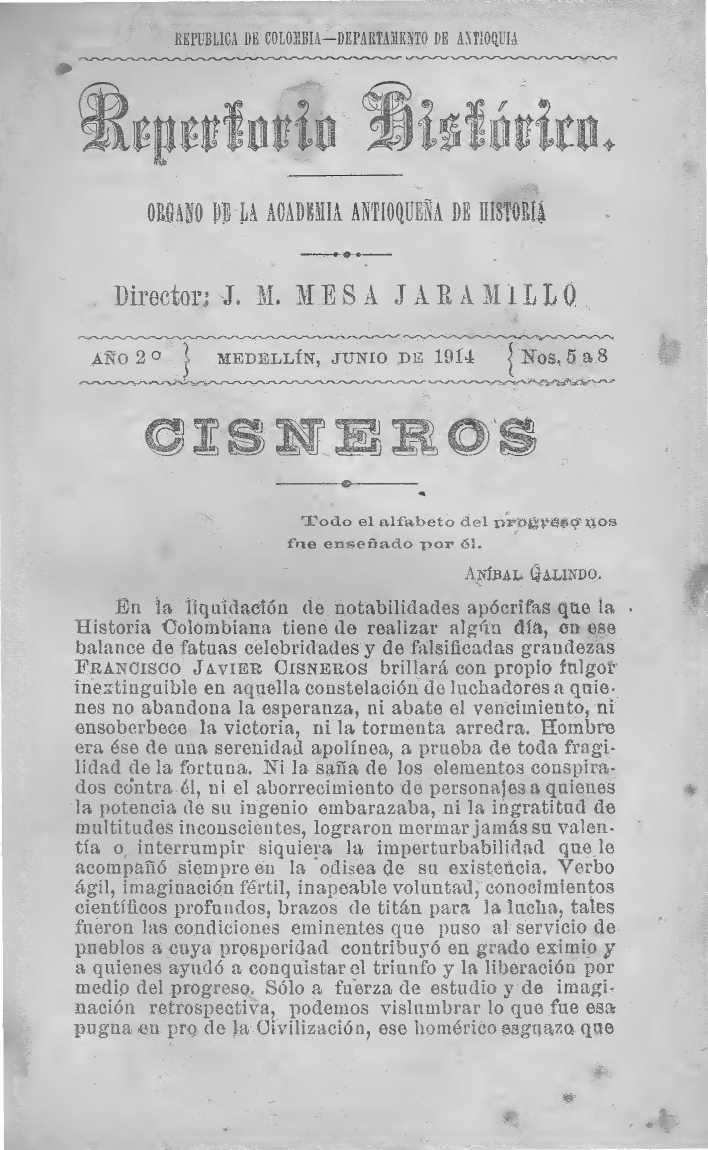 REPUBLICA DE COLOMBIA—DEPARTAMENTO DE ANTIOQUIA
Repertorio Histórico.
ORGANO DE LA ACADEMIA ANTIOQUEÑA DE HISTORIA
Director: J. M. MESA JARAMILLO
AÑO 2º } MEDELLÍN, JUNIO DE 1914 { Nos. 5 a 8
CISNEROS
Todo el alfabeto del progreso nos
fue enseñado por él.
ANÍBAL GALINDO.
En la liquidación de notabilidades apócrifas que la
Historia Colombiana tiene de realizar algún día, en ese
balance de fatuas celebridades y de falsificadas grandezas
FRANCISCO JAVIER CISNEROS brillará con propio fulgor
inextinguible en aquella constelación de luchadores a quie-
nes no abandona la esperanza, ni abate el vencimiento, ni
ensoberbece la victoria, ni la tormenta arredra. Hombre
era ése de una serenidad apolínea, a prueba de toda fragi-
lidad de la fortuna. Ni la saña de los elementos conspira-
dos contra él, ni el aborrecimiento de personajes a quienes
la potencia de su ingenio embarazaba, ni la ingratitud de
multitudes inconscientes, lograron mermar jamás su valen-
tía o interrumpir siquiera la imperturbabilidad que le
acompañó siempre en la odisea de su existencia. Verbo
ágil, imaginación fértil, inapeable voluntad, conocimientos
científicos profundos, brazos de titán para la lucha, tales
fueron las condiciones eminentes que puso al servicio de
pueblos a cuya prosperidad contribuyó en grado eximio y
a quienes ayudó a conquistar el triunfo y la liberación por
medio del progreso. Sólo a fuerza de estudio y de imagi-
nación retrospectiva, podemos vislumbrar lo que fue esa
pugna en pro de la Civilización, ese homérico esguazo que